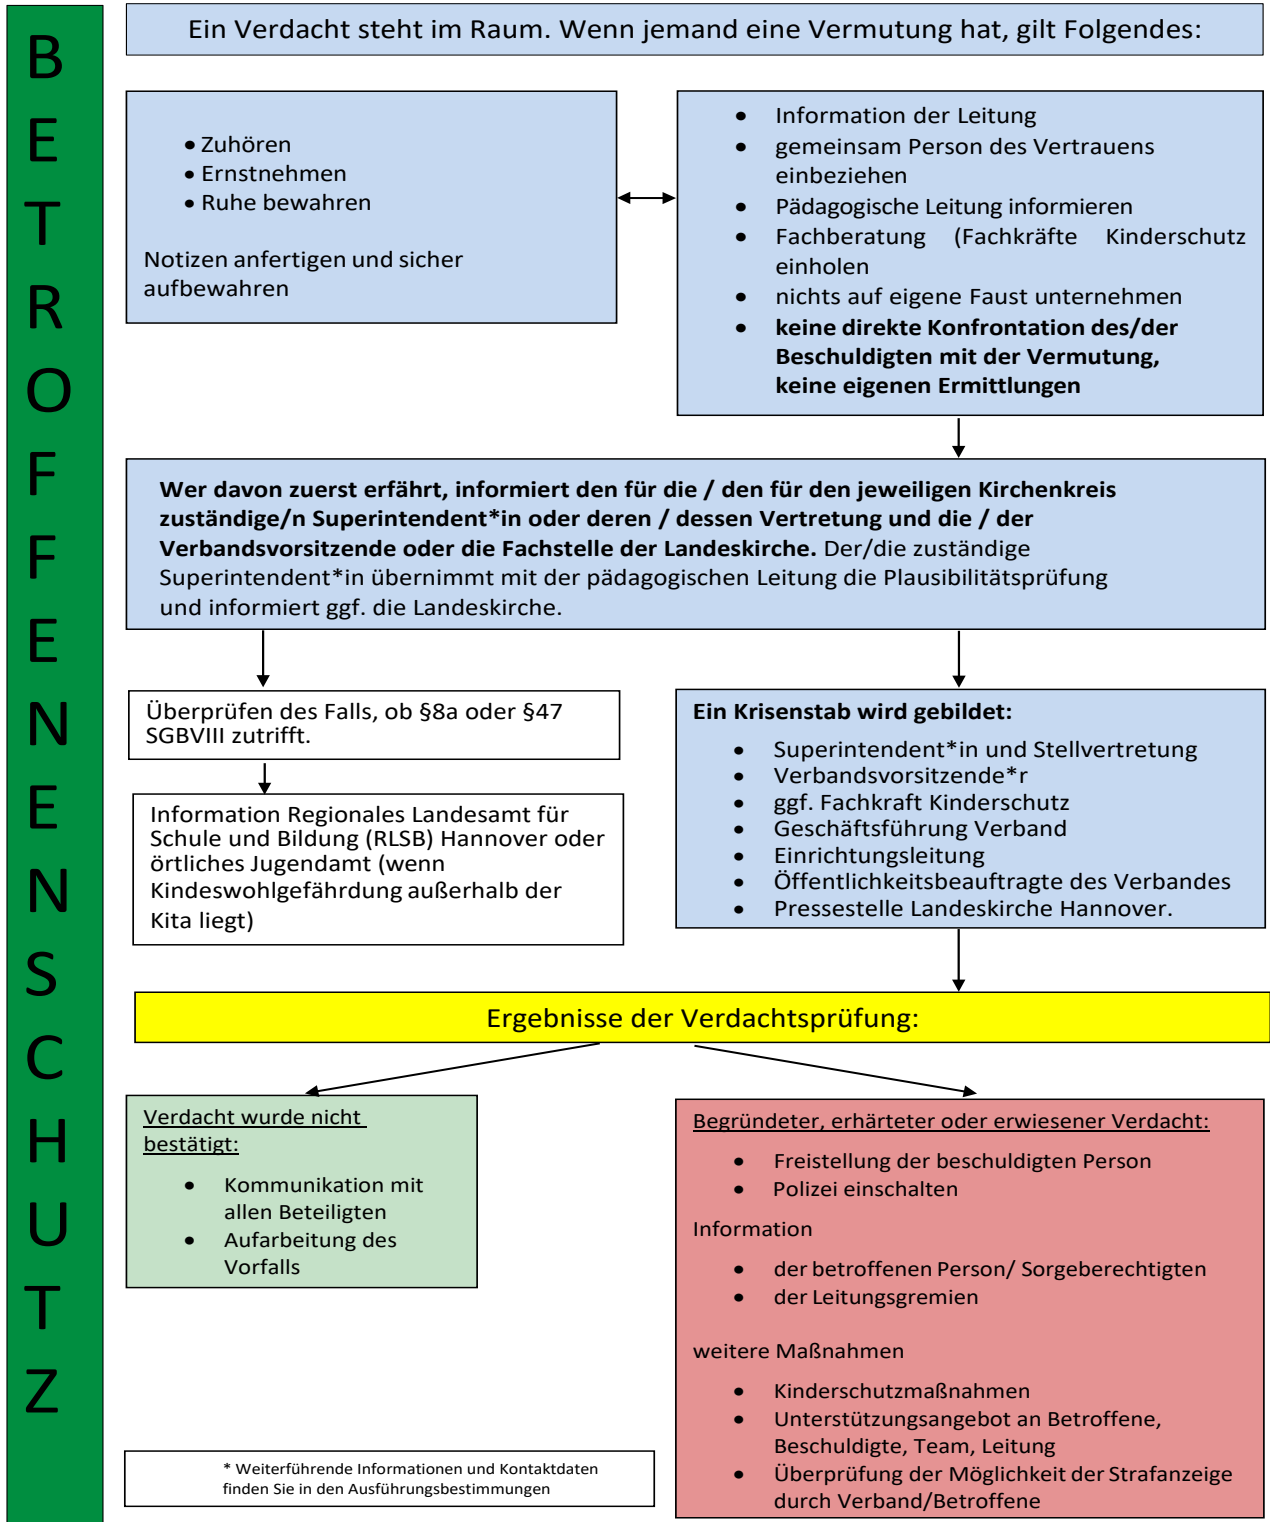 B
E
T
R
O
F
F
E
N
E
N
S
C
H
U
T
Z
Ein Verdacht steht im Raum. Wenn jemand eine Vermutung hat, gilt Folgendes:
• Zuhören
• Ernstnehmen
• Ruhe bewahren
Notizen anfertigen und sicher
aufbewahren
• Information der Leitung
• gemeinsam Person des Vertrauens
einbeziehen
• Pädagogische Leitung informieren
• Fachberatung (Fachkräfte Kinderschutz
einholen
• nichts auf eigene Faust unternehmen
• keine direkte Konfrontation des/der
Beschuldigten mit der Vermutung,
keine eigenen Ermittlungen
Wer davon zuerst erfährt, informiert den für die / den für den jeweiligen Kirchenkreis
zuständige/n Superintendent*in oder deren / dessen Vertretung und die / der
Verbandsvorsitzende oder die Fachstelle der Landeskirche. Der/die zuständige
Superintendent*in übernimmt mit der pädagogischen Leitung die Plausibilitätsprüfung
und informiert ggf. die Landeskirche.
Überprüfen des Falls, ob §8a oder §47
SGBVIII zutrifft.
Information Regionales Landesamt für
Schule und Bildung (RLSB) Hannover oder
örtliches Jugendamt (wenn
Kindeswohlgefährdung außerhalb der
Kita liegt)
Ein Krisenstab wird gebildet:
• Superintendent*in und Stellvertretung
• Verbandsvorsitzende*r
• ggf. Fachkraft Kinderschutz
• Geschäftsführung Verband
• Einrichtungsleitung
• Öffentlichkeitsbeauftragte des Verbandes
• Pressestelle Landeskirche Hannover.
Ergebnisse der Verdachtsprüfung:
Verdacht wurde nicht
bestätigt:
• Kommunikation mit
allen Beteiligten
• Aufarbeitung des
Vorfalls
Begründeter, erhärteter oder erwiesener Verdacht:
• Freistellung der beschuldigten Person
• Polizei einschalten
Information
• der betroffenen Person/ Sorgeberechtigten
• der Leitungsgremien
weitere Maßnahmen
• Kinderschutzmaßnahmen
• Unterstützungsangebot an Betroffene,
Beschuldigte, Team, Leitung
• Überprüfung der Möglichkeit der Strafanzeige
durch Verband/Betroffene
* Weiterführende Informationen und Kontaktdaten
finden Sie in den Ausführungsbestimmungen